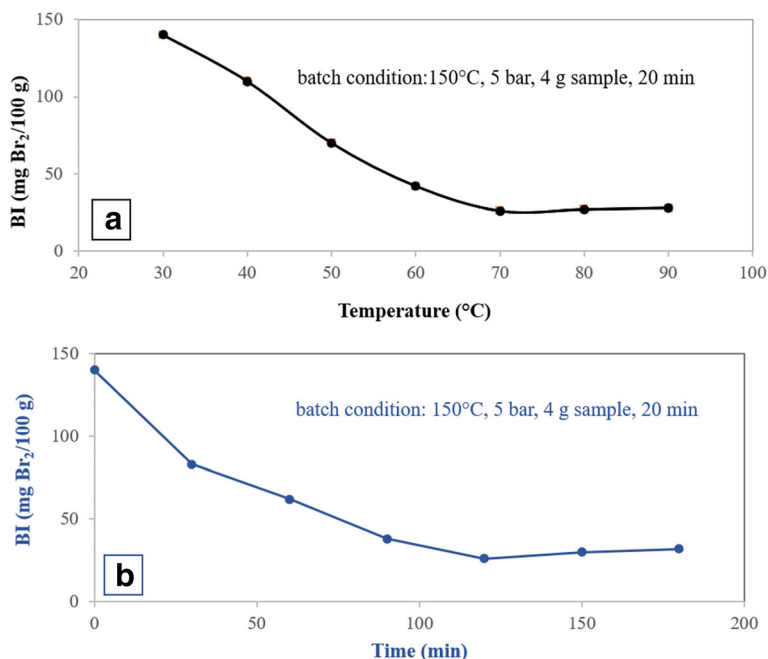 150
100
50
0
BI (mg Br₂/100 g)
batch condition:150°C, 5 bar, 4 g sample, 20 min
a
20 30 40 50 60 70 80 90 100
Temperature (°C)
150
100
50
0
BI (mg Br₂/100 g)
batch condition: 150°C, 5 bar, 4 g sample, 20 min
b
0 50 100 150 200
Time (min)